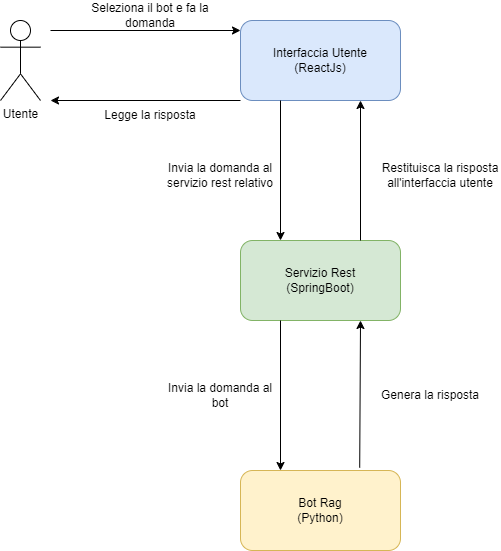 Seleziona il bot e fa la
domanda
Interfaccia Utente
(ReactJs)
Utente
Legge la risposta
Invia la domanda al
servizio rest relativo
Restituisca la risposta
all'interfaccia utente
Servizio Rest
(SpringBoot)
Invia la domanda al
bot
Genera la risposta
Bot Rag
(Python)